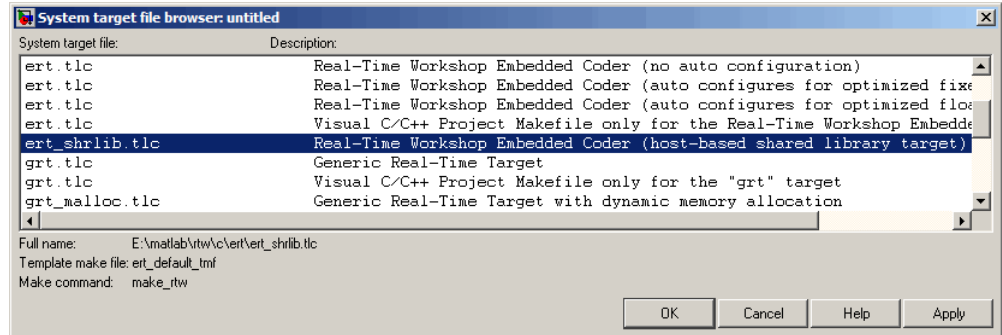 System target file browser: untitled
System target file: Description:
ert.tlc Real-Time Workshop Embedded Coder (no auto configuration)
ert.tlc Real-Time Workshop Embedded Coder (auto configures for optimized fixe
ert.tlc Real-Time Workshop Embedded Coder (auto configures for optimized floa
ert.tlc Visual C/C++ Project Makefile only for the Real-Time Workshop Embedde
ert_shrlib.tlc Real-Time Workshop Embedded Coder (host-based shared library target)
grt.tlc Generic Real-Time Target
grt.tlc Visual C/C++ Project Makefile only for the "grt" target
grt_malloc.tlc Generic Real-Time Target with dynamic memory allocation
Full name: E:\matlab\rtw\c\ert\ert_shrlib.tlc
Template make file: ert_default_tmf
Make command: make_rtw
OK Cancel Help Apply